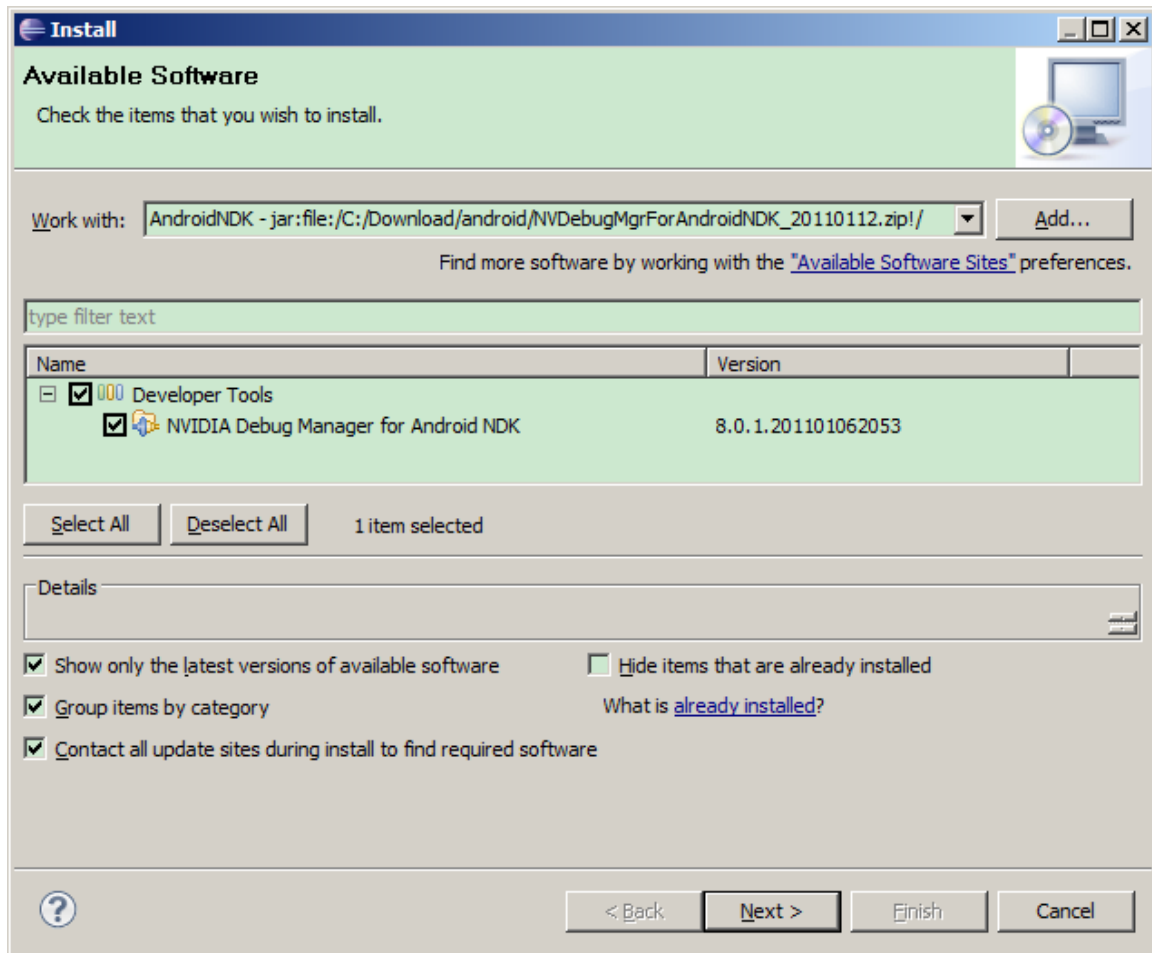 Install
Available Software
Check the items that you wish to install.
Work with: AndroidNDK - jar:file:/C:/Download/android/NVDebugMgrForAndroidNDK_20110112.zip!/ Add...
Find more software by working with the "Available Software Sites" preferences.
type filter text
Name Version
Developer Tools
NVIDIA Debug Manager for Android NDK 8.0.1.201101062053
Select All Deselect All 1 item selected
Details
Show only the latest versions of available software Hide items that are already installed
Group items by category What is already installed?
Contact all update sites during install to find required software
? < Back Next > Finish Cancel